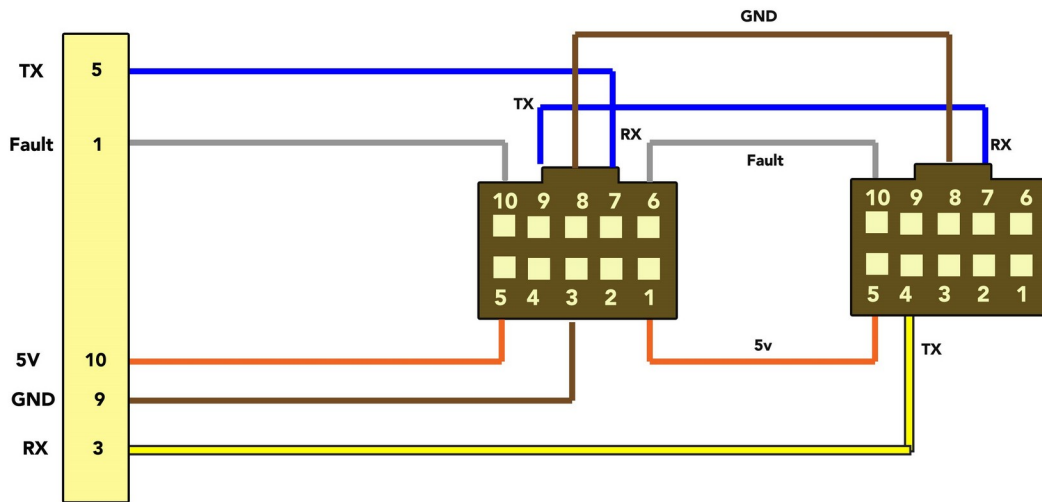 GND
TX 5
TX
RX
Fault 1
Fault
RX
10 9 8 7 6
10 9 8 7 6
5 4 3 2 1
5 4 3 2 1
5v
TX
5V 10
GND 9
RX 3